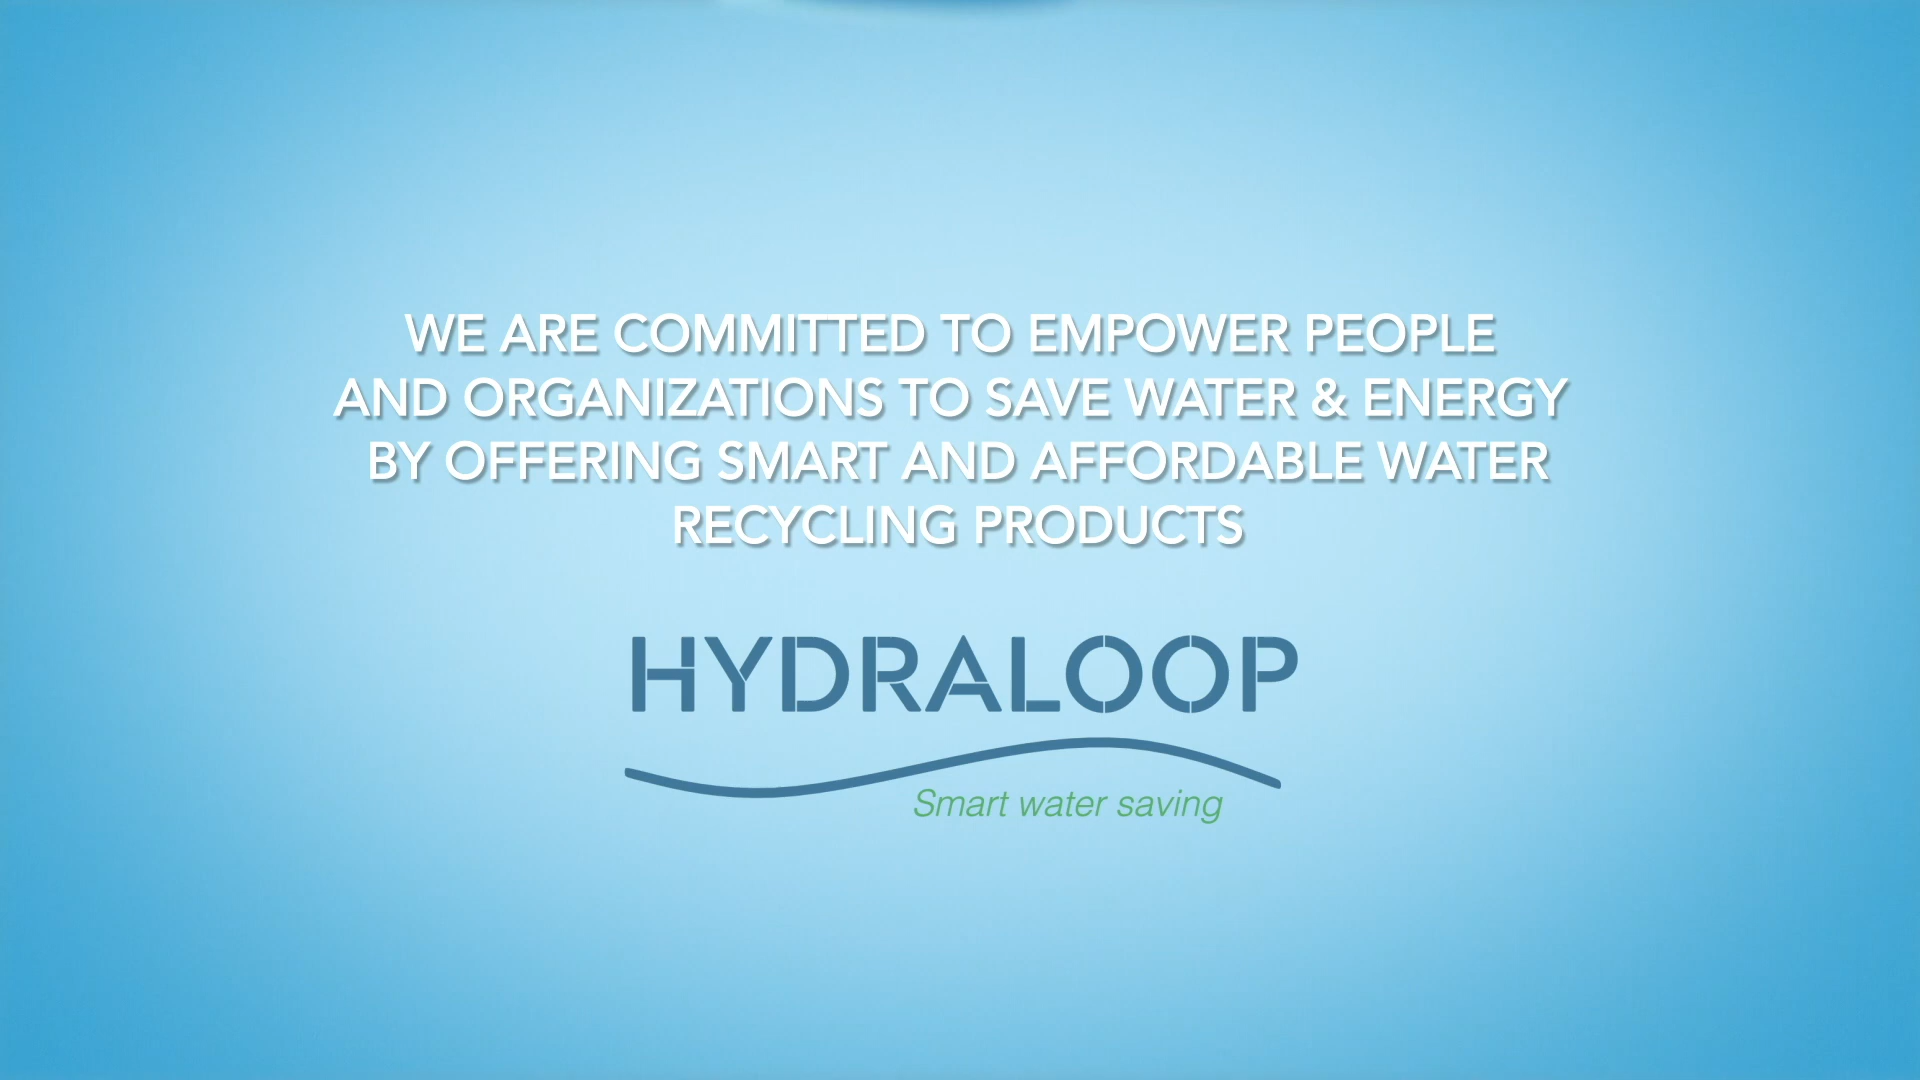 WE ARE COMMITTED TO EMPOWER PEOPLE
AND ORGANIZATIONS TO SAVE WATER & ENERGY
BY OFFERING SMART AND AFFORDABLE WATER
RECYCLING PRODUCTS
HYDRALOOP
Smart water saving